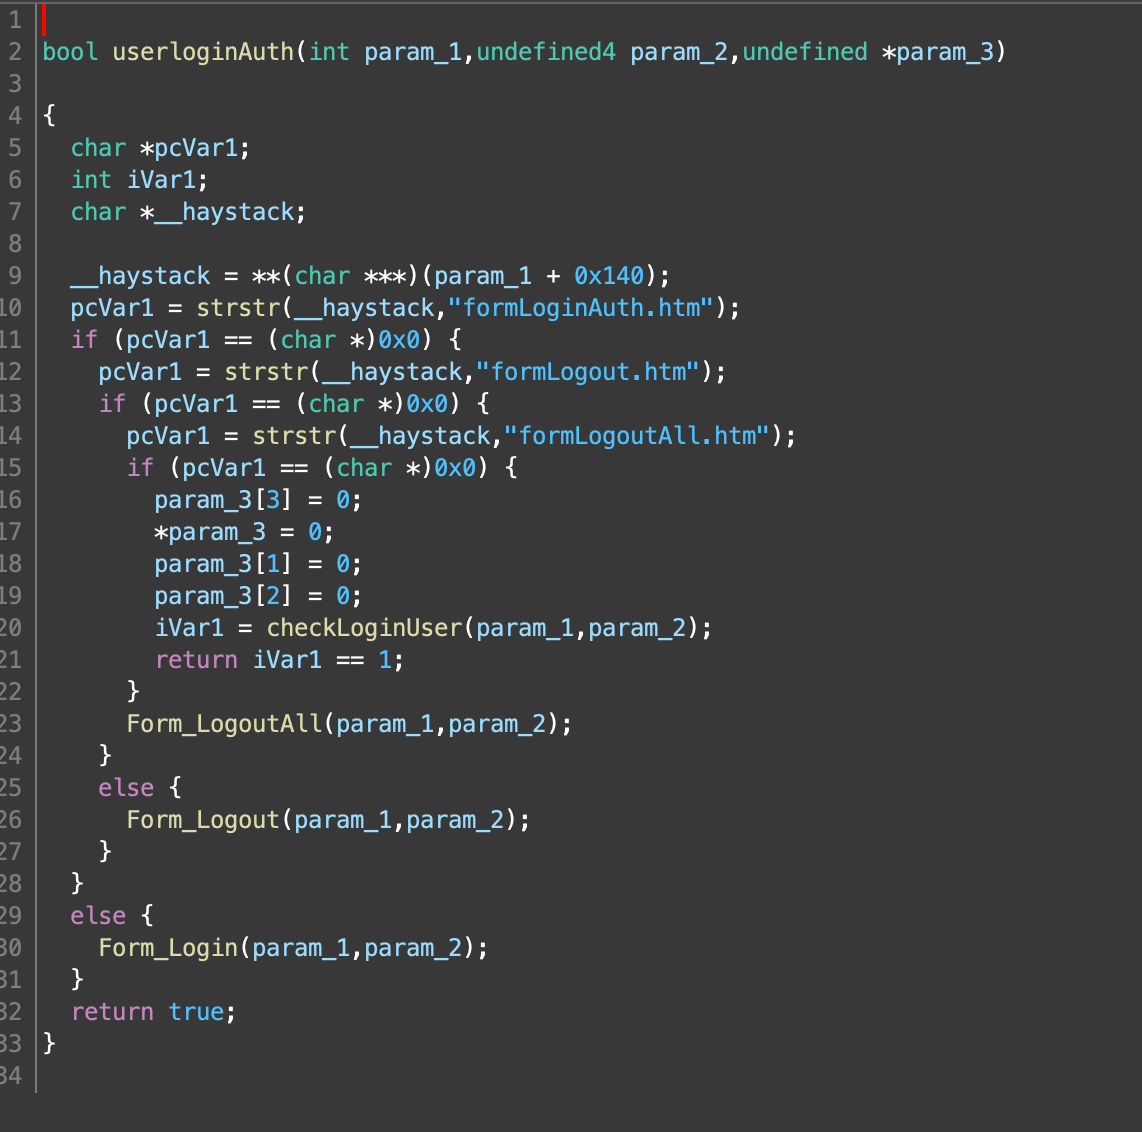 1
2 bool userloginAuth(int param_1,undefined4 param_2,undefined *param_3)
3
4 {
5   char *pcVar1;
6   int iVar1;
7   char *__haystack;
8
9   __haystack = **(char ***)(param_1 + 0x140);
10   pcVar1 = strstr(__haystack,"formLoginAuth.htm");
11   if (pcVar1 == (char *)0x0) {
12     pcVar1 = strstr(__haystack,"formLogout.htm");
13     if (pcVar1 == (char *)0x0) {
14       pcVar1 = strstr(__haystack,"formLogoutAll.htm");
15       if (pcVar1 == (char *)0x0) {
16         param_3[3] = 0;
17         *param_3 = 0;
18         param_3[1] = 0;
19         param_3[2] = 0;
20         iVar1 = checkLoginUser(param_1,param_2);
21         return iVar1 == 1;
22       }
23       Form_LogoutAll(param_1,param_2);
24     }
25     else {
26       Form_Logout(param_1,param_2);
27     }
28   }
29   else {
30     Form_Login(param_1,param_2);
31   }
32   return true;
33 }
34